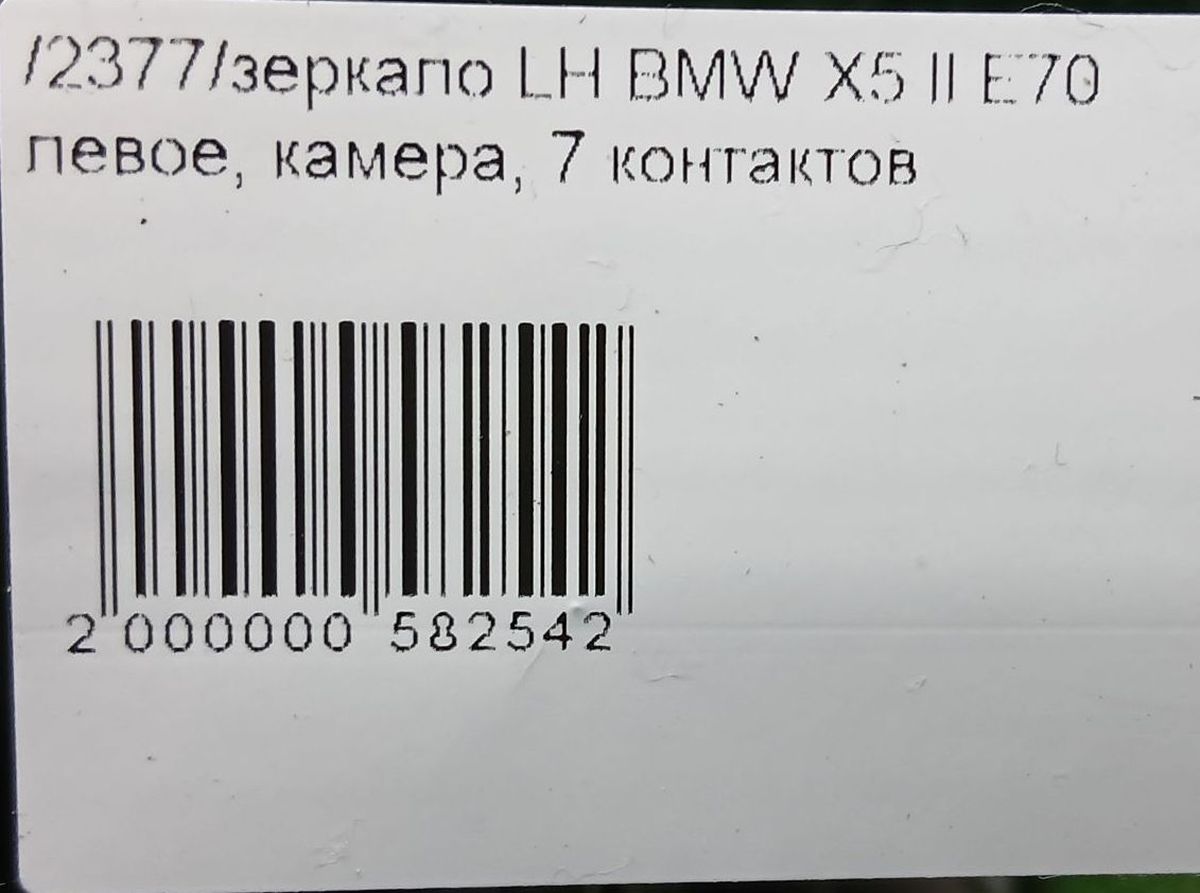 /2377/зеркало LH BMW X5 II E70
левое, камера, 7 контактов
2 000000 582542